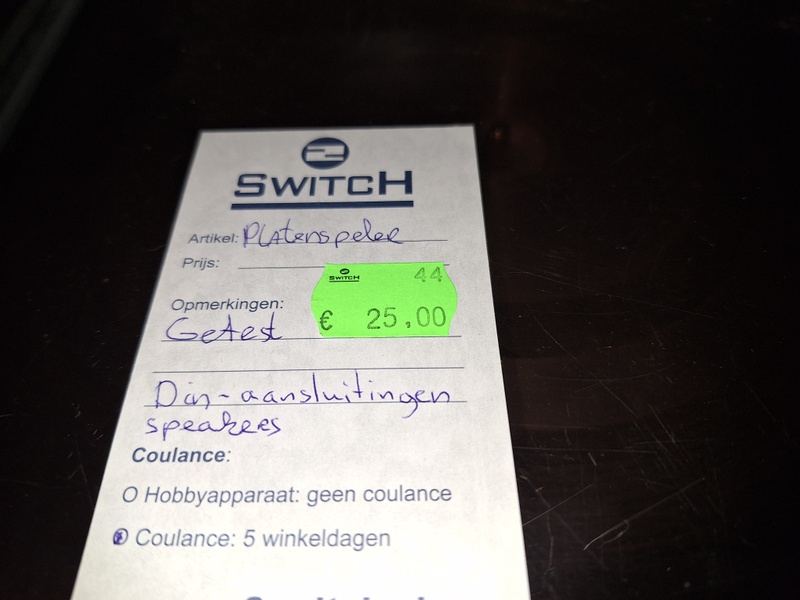 SWITCH
Artikel: Platenspeler
Prijs:
SWITCH 44
€ 25,00
Opmerkingen:
Getest
Din-aansluitingen
speakers
Coulance:
O Hobbyapparaat: geen coulance
Coulance: 5 winkeldagen